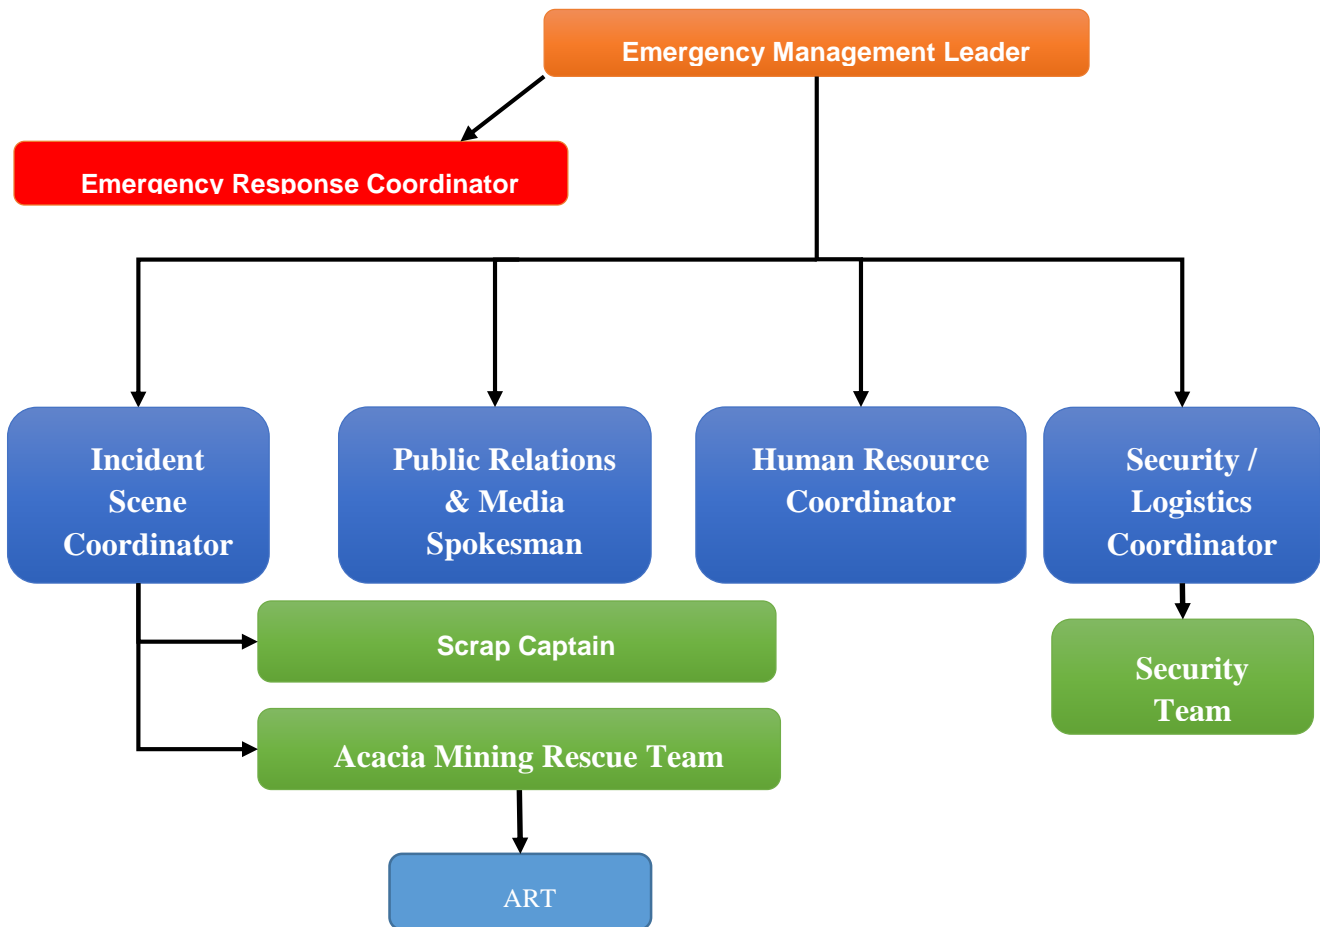 Emergency Management Leader
Emergency Response Coordinator
Incident
Scene
Coordinator
Public Relations
& Media
Spokesman
Human Resource
Coordinator
Security /
Logistics
Coordinator
Scrap Captain
Security
Team
Acacia Mining Rescue Team
ART